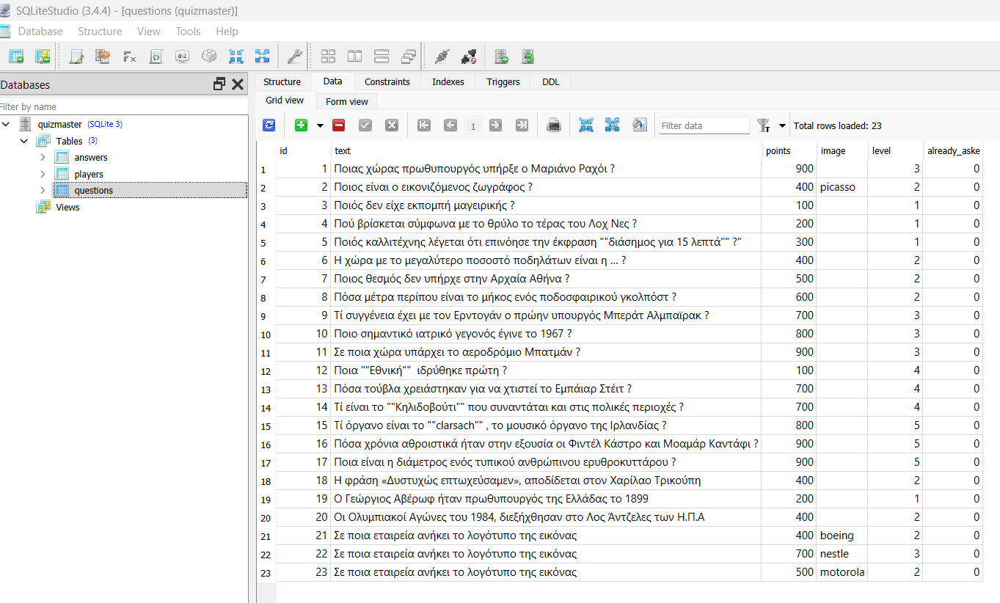 SQLiteStudio (3.4.4) - [questions (quizmaster)]
Database Structure View Tools Help
Databases
Filter by name
quizmaster (SQLite 3)
Tables (3)
answers
players
questions
Views
Structure Data Constraints Indexes Triggers DDL
Grid view Form view
1 Filter data Total rows loaded: 23
id text points image level already_aske
1 1 Ποιας χώρας πρωθυπουργός υπήρξε ο Μαριάνο Ραχόι ? 900 3 0
2 2 Ποιος είναι ο εικονιζόμενος ζωγράφος ? 400 picasso 2 0
3 3 Ποιός δεν είχε εκπομπή μαγειρικής ? 100 1 0
4 4 Πού βρίσκεται σύμφωνα με το θρύλο το τέρας του Λοχ Νες ? 200 1 0
5 5 Ποιός καλλιτέχνης λέγεται ότι επινόησε την έκφραση ""διάσημος για 15 λεπτά"" ?" 300 1 0
6 6 Η χώρα με το μεγαλύτερο ποσοστό ποδηλάτων είναι η ... ? 400 2 0
7 7 Ποιος θεσμός δεν υπήρχε στην Αρχαία Αθήνα ? 500 2 0
8 8 Πόσα μέτρα περίπου είναι το μήκος ενός ποδοσφαιρικού γκολπόστ ? 600 2 0
9 9 Τί συγγένεια έχει με τον Ερντογάν ο πρώην υπουργός Μπεράτ Αλμπαϊρακ ? 700 3 0
10 10 Ποιο σημαντικό ιατρικό γεγονός έγινε το 1967 ? 800 3 0
11 11 Σε ποια χώρα υπάρχει το αεροδρόμιο Μπατμάν ? 900 3 0
12 12 Ποια ""Εθνική"" ιδρύθηκε πρώτη ? 100 4 0
13 13 Πόσα τούβλα χρειάστηκαν για να χτιστεί το Εμπάιαρ Στέιτ ? 700 4 0
14 14 Τί είναι το ""Κηλιδοβούτι"" που συναντάται και στις πολικές περιοχές ? 700 4 0
15 15 Τί όργανο είναι το ""clarsach"" , το μουσικό όργανο της Ιρλανδίας ? 800 5 0
16 16 Πόσα χρόνια αθροιστικά ήταν στην εξουσία οι Φιντέλ Κάστρο και Μοαμάρ Καντάφι ? 900 5 0
17 17 Ποια είναι η διάμετρος ενός τυπικού ανθρώπινου ερυθροκυττάρου ? 900 5 0
18 18 Η φράση «Δυστυχώς επτωχεύσαμεν», αποδίδεται στον Χαρίλαο Τρικούπη 400 2 0
19 19 Ο Γεώργιος Αβέρωφ ήταν πρωθυπουργός της Ελλάδας το 1899 200 1 0
20 20 Οι Ολυμπιακοί Αγώνες του 1984, διεξήχθησαν στο Λος Άντζελες των Η.Π.Α 400 2 0
21 21 Σε ποια εταιρεία ανήκει το λογότυπο της εικόνας 400 boeing 2 0
22 22 Σε ποια εταιρεία ανήκει το λογότυπο της εικόνας 700 nestle 3 0
23 23 Σε ποια εταιρεία ανήκει το λογότυπο της εικόνας 500 motorola 2 0